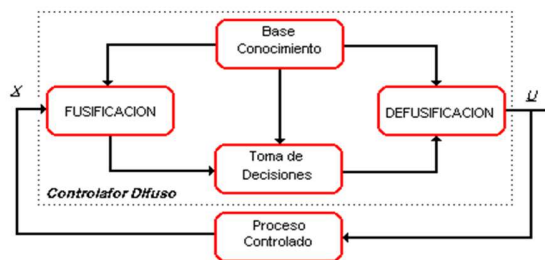 Base
Conocimiento
X
U
FUSIFICACION
DEFUSIFICACION
Toma de
Decisiones
Controlafor Difuso
Proceso
Controlado